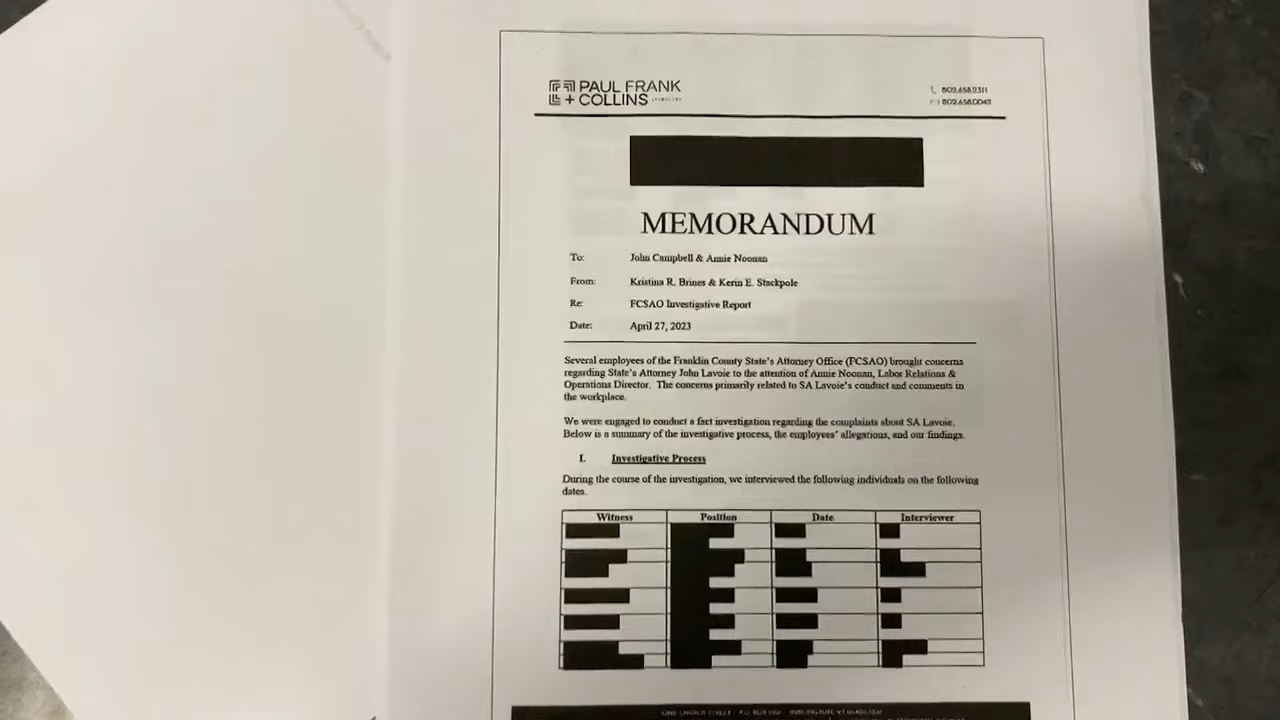 PAUL FRANK
+ COLLINS
802.658.2311
802.658.0042
MEMORANDUM
To: John Campbell & Annie Noonan
From: Kristina R. Brines & Kerin E. Stackpole
Re: FCSAO Investigative Report
Date: April 27, 2023
Several employees of the Franklin County State's Attorney Office (FCSAO) brought concerns
regarding State's Attorney John Lavoie to the attention of Annie Noonan, Labor Relations &
Operations Director. The concerns primarily related to SA Lavoie's conduct and comments in
the workplace.
We were engaged to conduct a fact investigation regarding the complaints about SA Lavoie.
Below is a summary of the investigative process, the employees' allegations, and our findings.
I. Investigative Process
During the course of the investigation, we interviewed the following individuals on the following
dates.
Witness Position Date Interviewer
ONE CHURCH STREET P.O. BOX